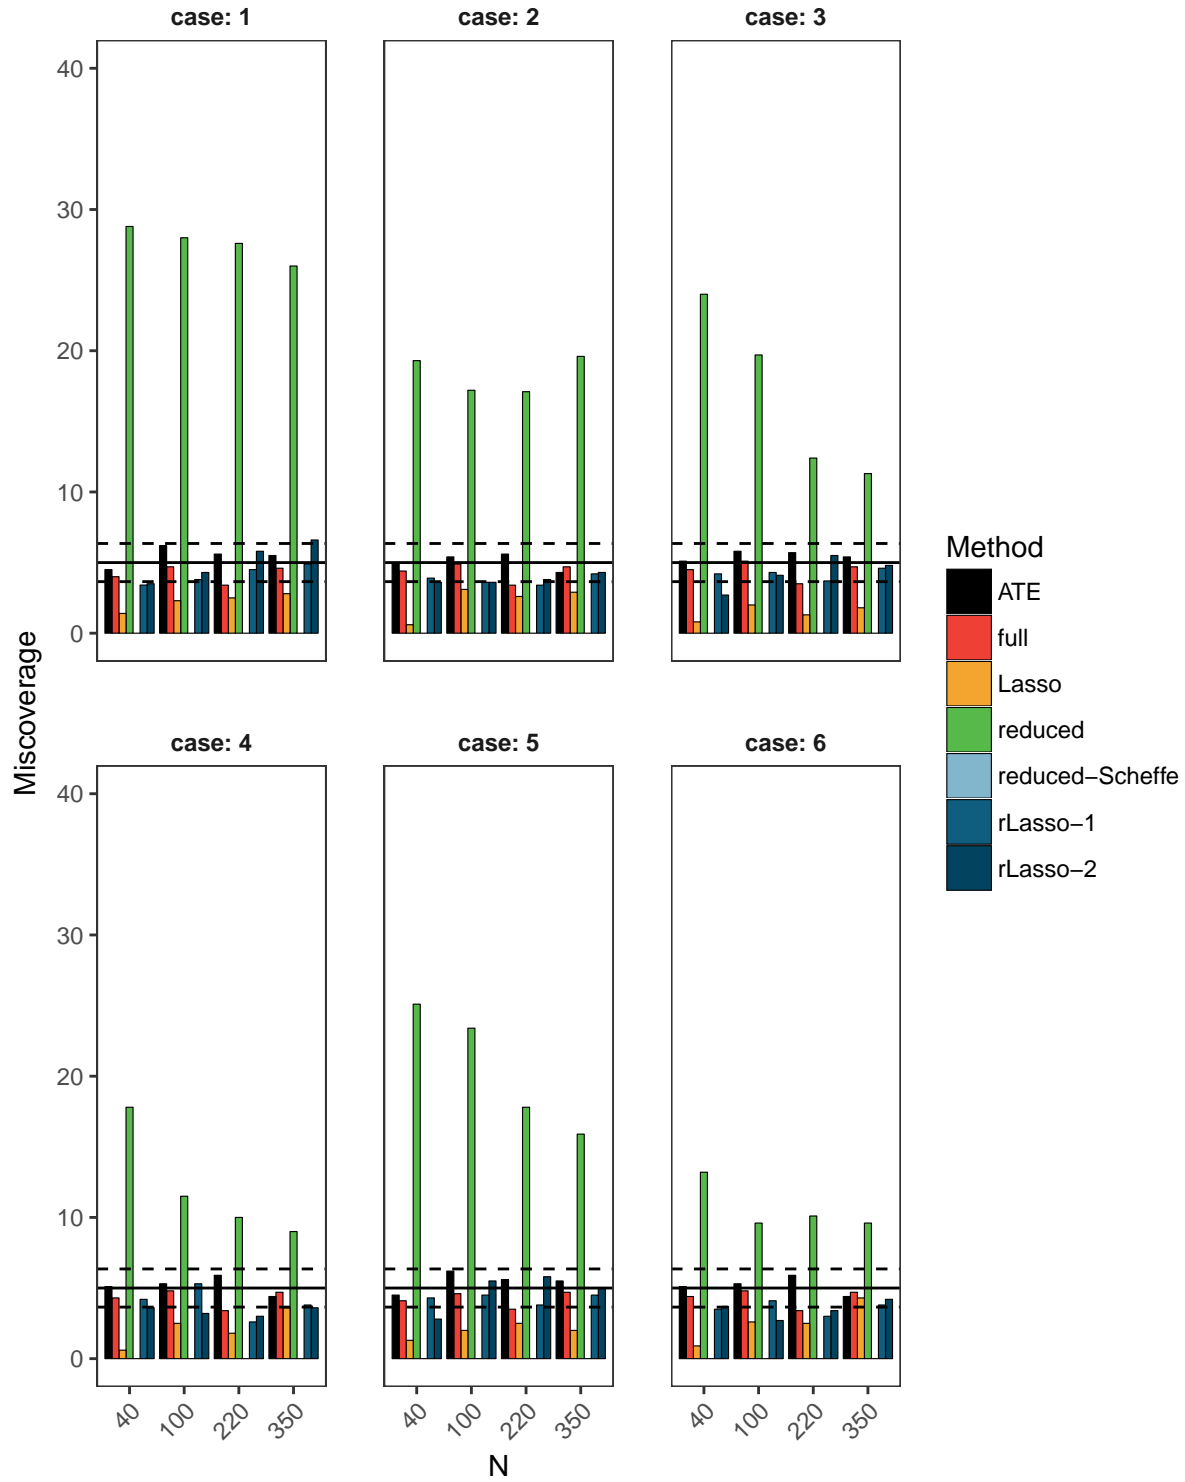 case: 1
case: 2
case: 3
40
30
20
10
0
Miscoverage
case: 4
case: 5
case: 6
40
30
20
10
0
40
100
220
350
40
100
220
350
40
100
220
350
N
Method
ATE
full
Lasso
reduced
reduced−Scheffe
rLasso−1
rLasso−2